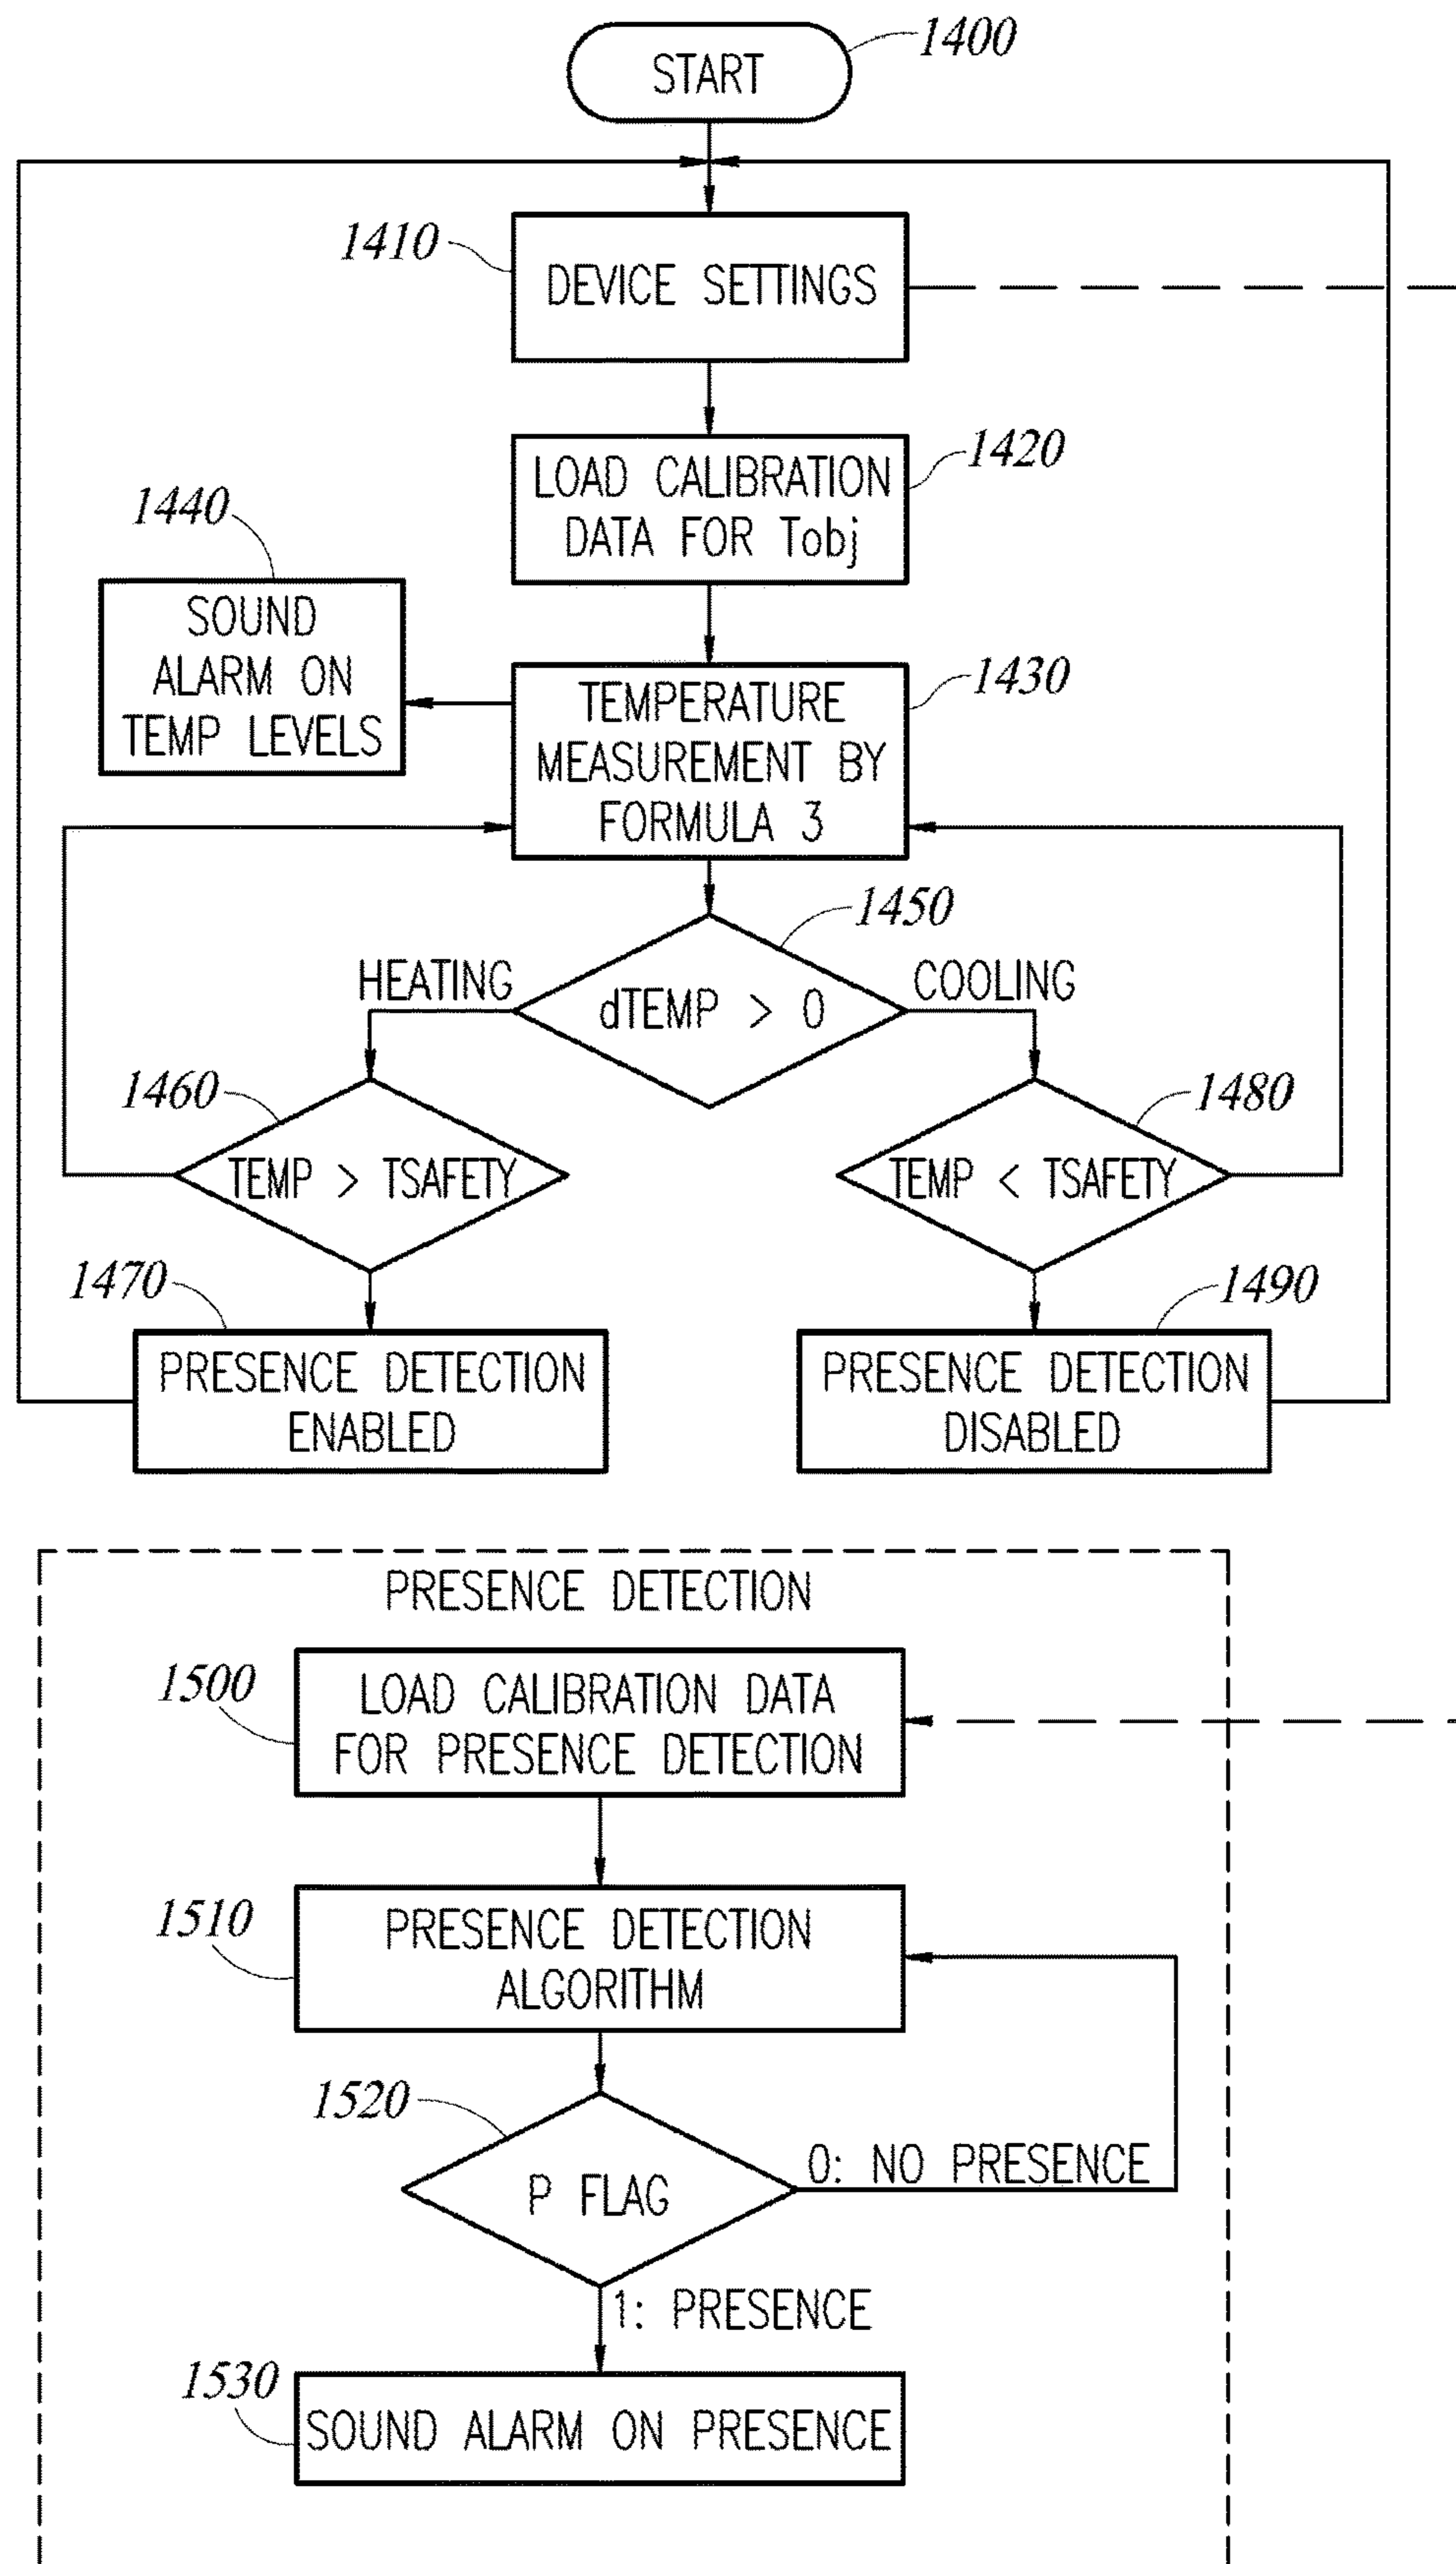 START
1400
1410
DEVICE SETTINGS
LOAD CALIBRATION
DATA FOR Tobj
1420
1440
SOUND
ALARM ON
TEMP LEVELS
TEMPERATURE
MEASUREMENT BY
FORMULA 3
1430
1450
HEATING
dTEMP > 0
COOLING
1460
TEMP > TSAFETY
1480
TEMP < TSAFETY
1470
PRESENCE DETECTION
ENABLED
1490
PRESENCE DETECTION
DISABLED
PRESENCE DETECTION
1500
LOAD CALIBRATION DATA
FOR PRESENCE DETECTION
1510
PRESENCE DETECTION
ALGORITHM
1520
P FLAG
0: NO PRESENCE
1: PRESENCE
1530
SOUND ALARM ON PRESENCE